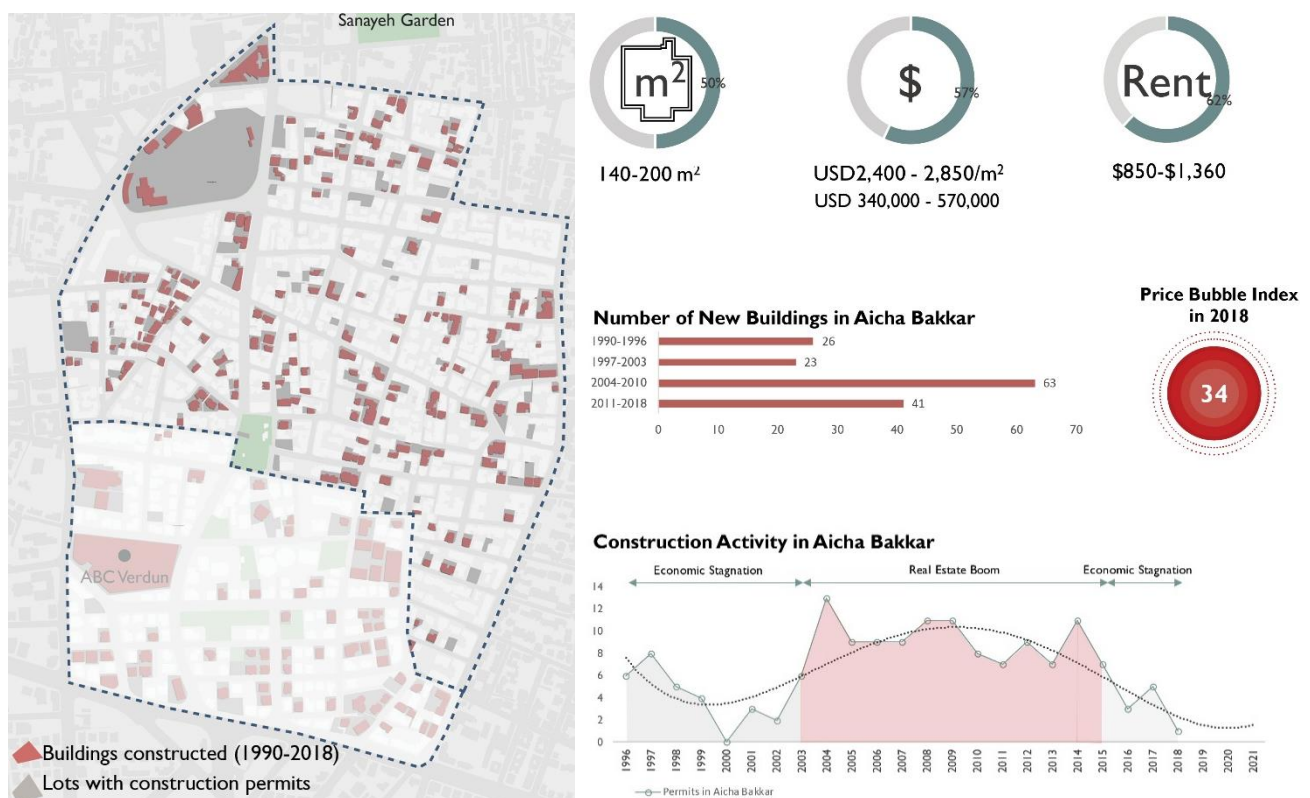 Sanayeh Garden
ABC Verdun
Buildings constructed (1990-2018)
Lots with construction permits
m²
50%
140-200 m²
$
57%
USD2,400 - 2,850/m²
USD 340,000 - 570,000
Rent
62%
$850-$1,360
Number of New Buildings in Aicha Bakkar
1990-1996
26
1997-2003
23
2004-2010
63
2011-2018
41
0 10 20 30 40 50 60 70
Price Bubble Index
in 2018
34
Construction Activity in Aicha Bakkar
Economic Stagnation Real Estate Boom Economic Stagnation
14
12
10
8
6
4
2
0
1996 1997 1998 1999 2000 2001 2002 2003 2004 2005 2006 2007 2008 2009 2010 2011 2012 2013 2014 2015 2016 2017 2018 2019 2020 2021
Permits in Aicha Bakkar